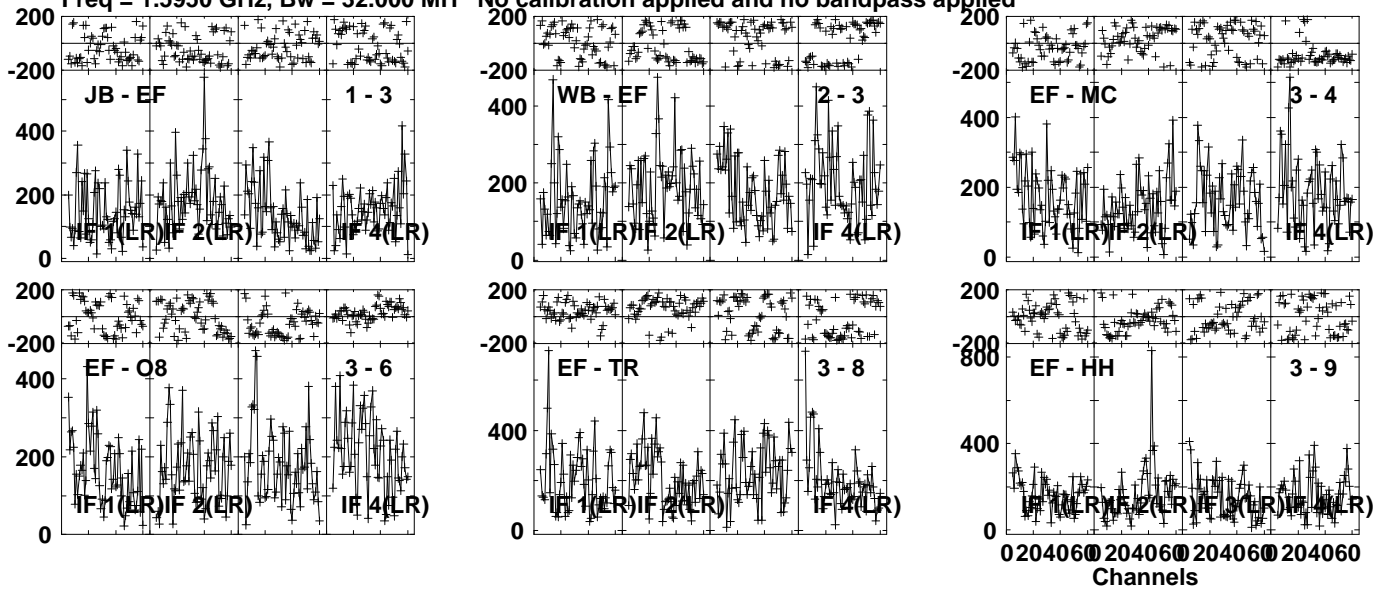 Freq = 1.5950 GHz, Bw = 32.000 MH No calibration applied and no bandpass applied
200
-200
JB - EF 1 - 3
400
200
0
IF 1(LR) IF 2(LR) IF 4(LR)
WB - EF 2 - 3
400
200
0
IF 1(LR) IF 2(LR) IF 4(LR)
200
-200
EF - MC 3 - 4
400
200
0
IF 1(LR) IF 2(LR) IF 4(LR)
200
-200
EF - O8 3 - 6
400
200
0
IF 1(LR) IF 2(LR) IF 4(LR)
200
-200
EF - TR 3 - 8
400
0
IF 1(LR) IF 2(LR) IF 4(LR)
200
-200
800
EF - HH 3 - 9
400
0
IF 1(LR) IF 2(LR) IF 3(LR) IF 4(LR)
0 204060 0 204060 0 204060 0 204060
Channels